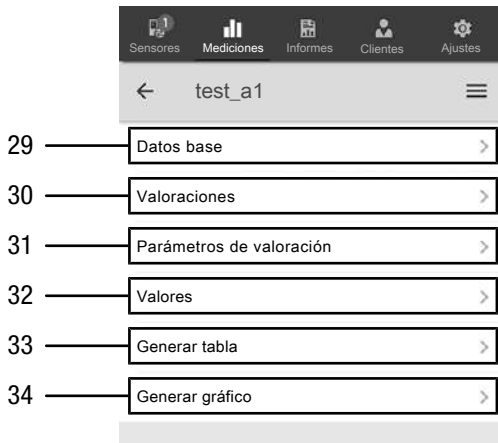 1
Sensores Mediciones Informes Clientes Ajustes
test_a1
29 Datos base
30 Valoraciones
31 Parámetros de valoración
32 Valores
33 Generar tabla
34 Generar gráfico